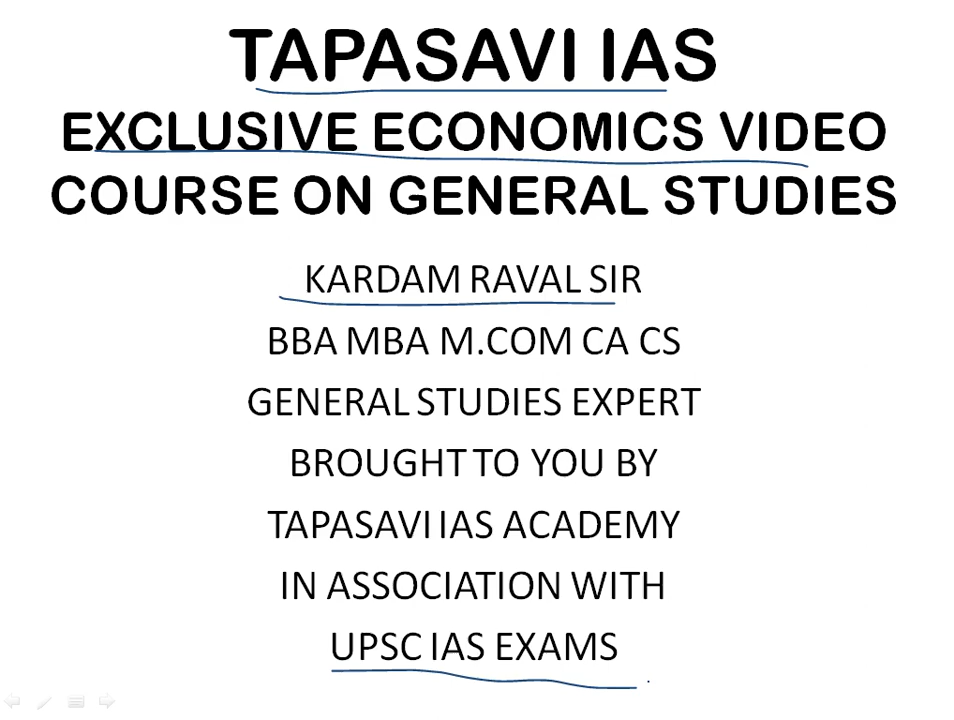 TAPASAVI IAS
EXCLUSIVE ECONOMICS VIDEO
COURSE ON GENERAL STUDIES
KARDAM RAVAL SIR
BBA MBA M.COM CA CS
GENERAL STUDIES EXPERT
BROUGHT TO YOU BY
TAPASAVI IAS ACADEMY
IN ASSOCIATION WITH
UPSC IAS EXAMS